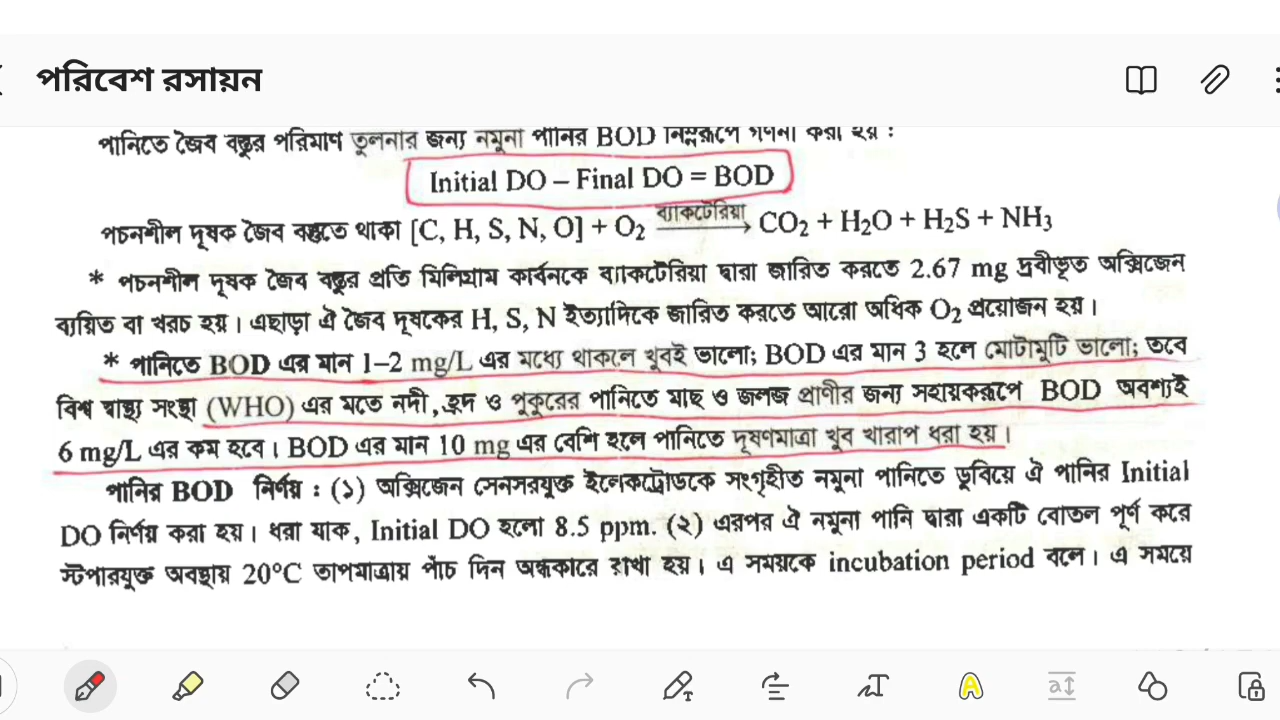 পরিবেশ রসায়ন
পানিতে জৈব বস্তুর পরিমাণ তুলনার জন্য নমুনা পানির BOD নিম্নরূপে গণনা করা হয় :
Initial DO – Final DO = BOD
পচনশীল দূষক জৈব বস্তুতে থাকা [C, H, S, N, O] + O₂ ব্যাকটেরিয়া→ CO₂ + H₂O + H₂S + NH₃
* পচনশীল দূষক জৈব বস্তুর প্রতি মিলিগ্রাম কার্বনকে ব্যাকটেরিয়া দ্বারা জারিত করতে 2.67 mg দ্রবীভূত অক্সিজেন
ব্যয়িত বা খরচ হয়। এছাড়া ঐ জৈব দূষকের H, S, N ইত্যাদিকে জারিত করতে আরো অধিক O₂ প্রয়োজন হয়।
* পানিতে BOD এর মান 1–2 mg/L এর মধ্যে থাকলে খুবই ভালো; BOD এর মান 3 হলে মোটামুটি ভালো; তবে
বিশ্ব স্বাস্থ্য সংস্থা (WHO) এর মতে নদী, হ্রদ ও পুকুরের পানিতে মাছ ও জলজ প্রাণীর জন্য সহায়করূপে BOD অবশ্যই
6 mg/L এর কম হবে। BOD এর মান 10 mg এর বেশি হলে পানিতে দূষণমাত্রা খুব খারাপ ধরা হয়।
পানির BOD নির্ণয় : (১) অক্সিজেন সেনসরযুক্ত ইলেকট্রোডকে সংগৃহীত নমুনা পানিতে ডুবিয়ে ঐ পানির Initial
DO নির্ণয় করা হয়। ধরা যাক, Initial DO হলো 8.5 ppm. (২) এরপর ঐ নমুনা পানি দ্বারা একটি বোতল পূর্ণ করে
স্টপারযুক্ত অবস্থায় 20°C তাপমাত্রায় পাঁচ দিন অন্ধকারে রাখা হয়। এ সময়কে incubation period বলে। এ সময়ে